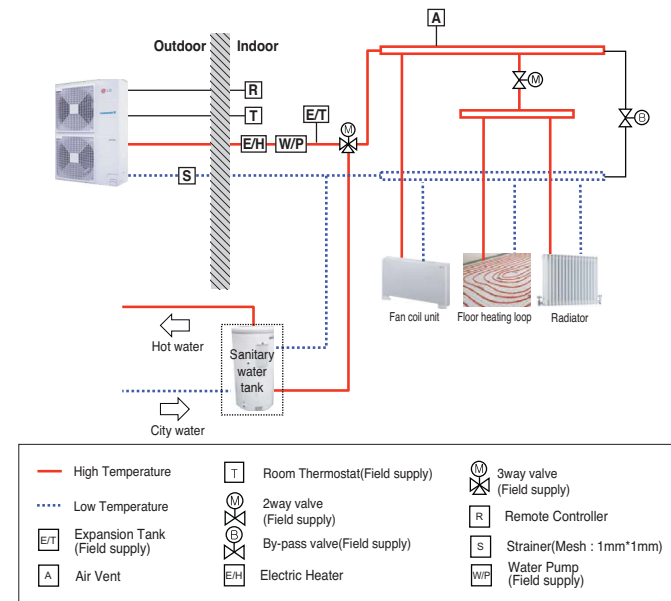 A
Outdoor Indoor
M
R
B
T
E/T
M
E/H
W/P
S
Fan coil unit
Floor heating loop
Radiator
Hot water
Sanitary
water
tank
City water
High Temperature
T Room Thermostat(Field supply)
M 3way valve
(Field supply)
Low Temperature
M 2way valve
(Field supply)
R Remote Controller
E/T Expansion Tank
(Field supply)
B By-pass valve(Field supply)
S Strainer(Mesh : 1mm*1mm)
A Air Vent
E/H Electric Heater
W/P Water Pump
(Field supply)